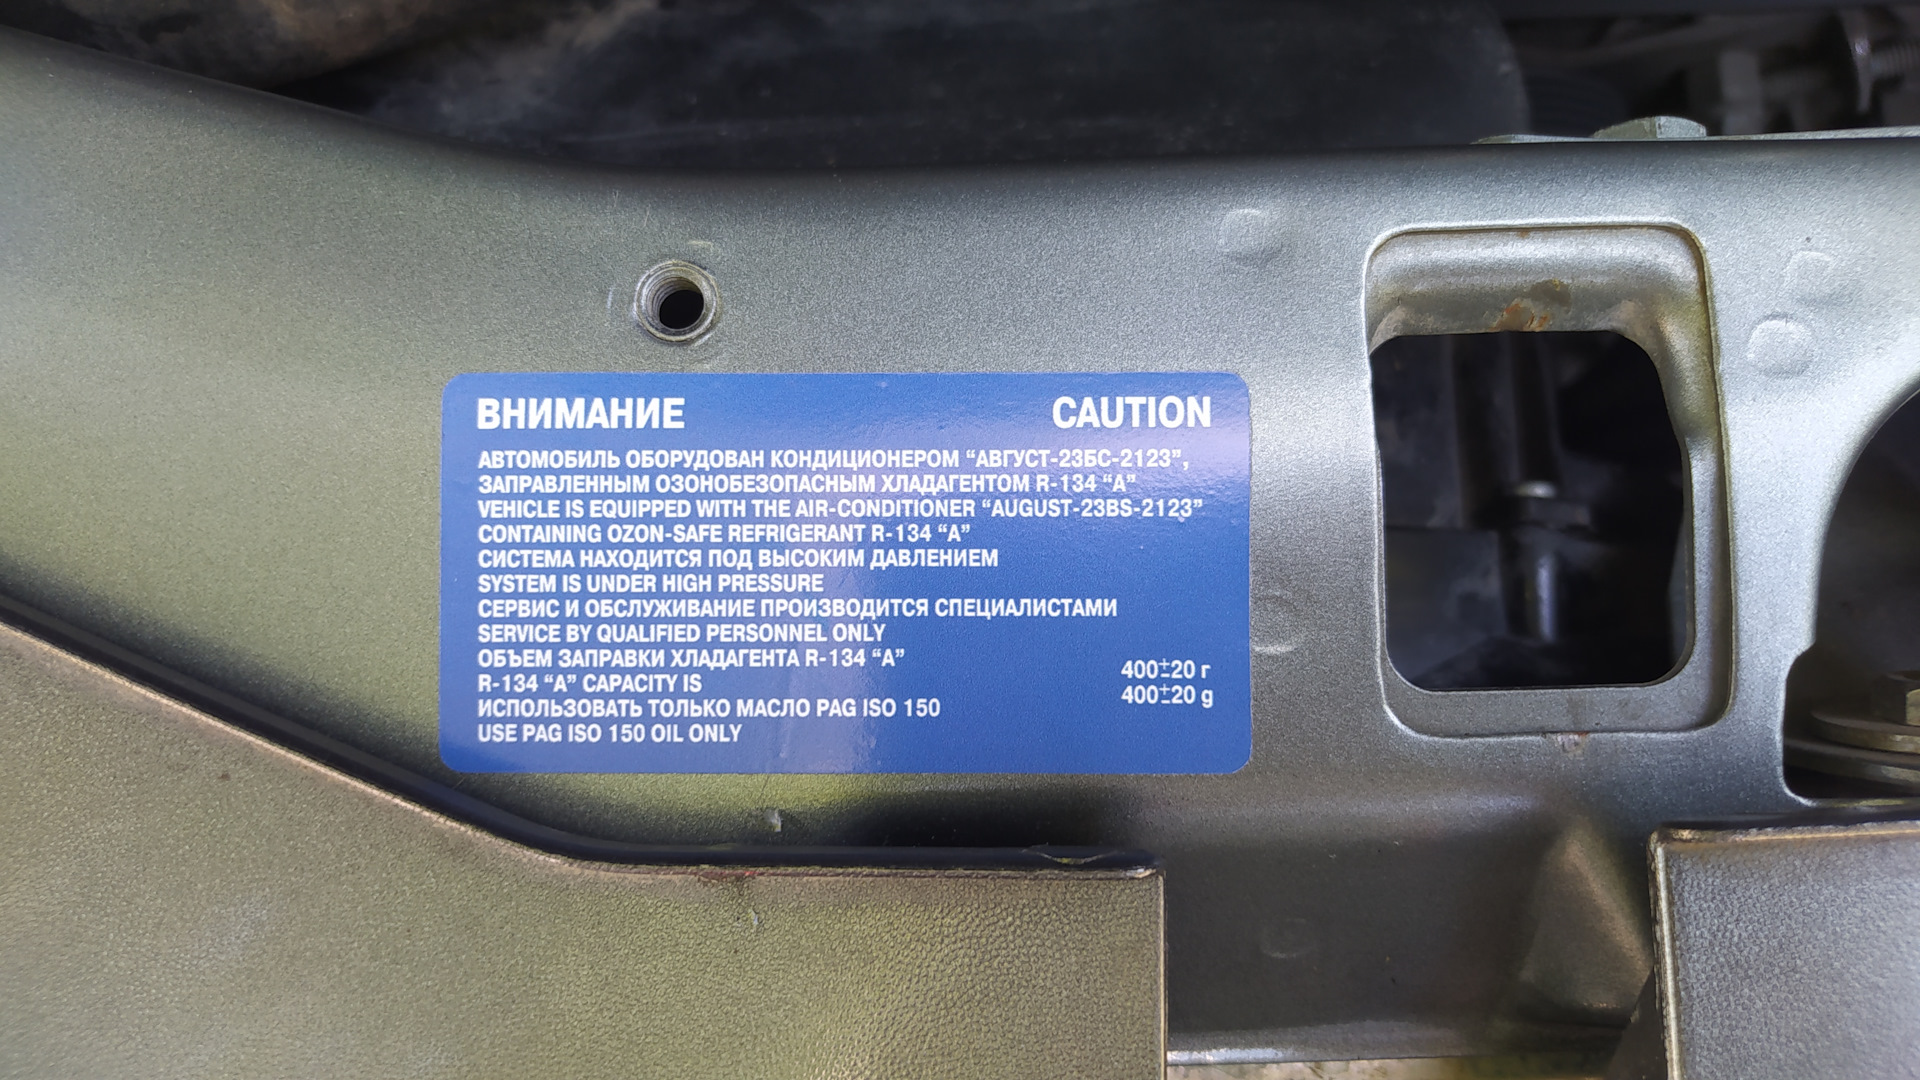 ВНИМАНИЕ CAUTION
АВТОМОБИЛЬ ОБОРУДОВАН КОНДИЦИОНЕРОМ “АВГУСТ-23БС-2123”,
ЗАПРАВЛЕННЫМ ОЗОНОБЕЗОПАСНЫМ ХЛАДАГЕНТОМ R-134 “A”
VEHICLE IS EQUIPPED WITH THE AIR-CONDITIONER “AUGUST-23BS-2123”
CONTAINING OZON-SAFE REFRIGERANT R-134 “A”
СИСТЕМА НАХОДИТСЯ ПОД ВЫСОКИМ ДАВЛЕНИЕМ
SYSTEM IS UNDER HIGH PRESSURE
СЕРВИС И ОБСЛУЖИВАНИЕ ПРОИЗВОДИТСЯ СПЕЦИАЛИСТАМИ
SERVICE BY QUALIFIED PERSONNEL ONLY
ОБЪЕМ ЗАПРАВКИ ХЛАДАГЕНТА R-134 “A” 400±20 г
R-134 “A” CAPACITY IS 400±20 g
ИСПОЛЬЗОВАТЬ ТОЛЬКО МАСЛО PAG ISO 150
USE PAG ISO 150 OIL ONLY